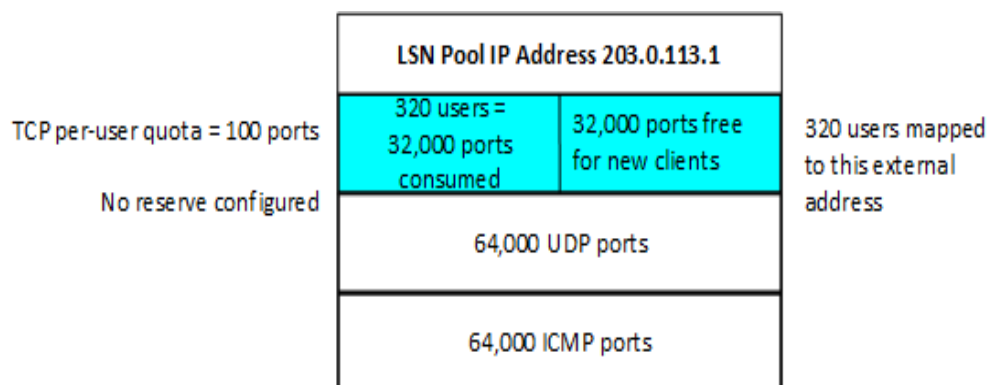 LSN Pool IP Address 203.0.113.1
TCP per-user quota = 100 ports
No reserve configured
320 users =
32,000 ports
consumed
32,000 ports free
for new clients
320 users mapped
to this external
address
64,000 UDP ports
64,000 ICMP ports